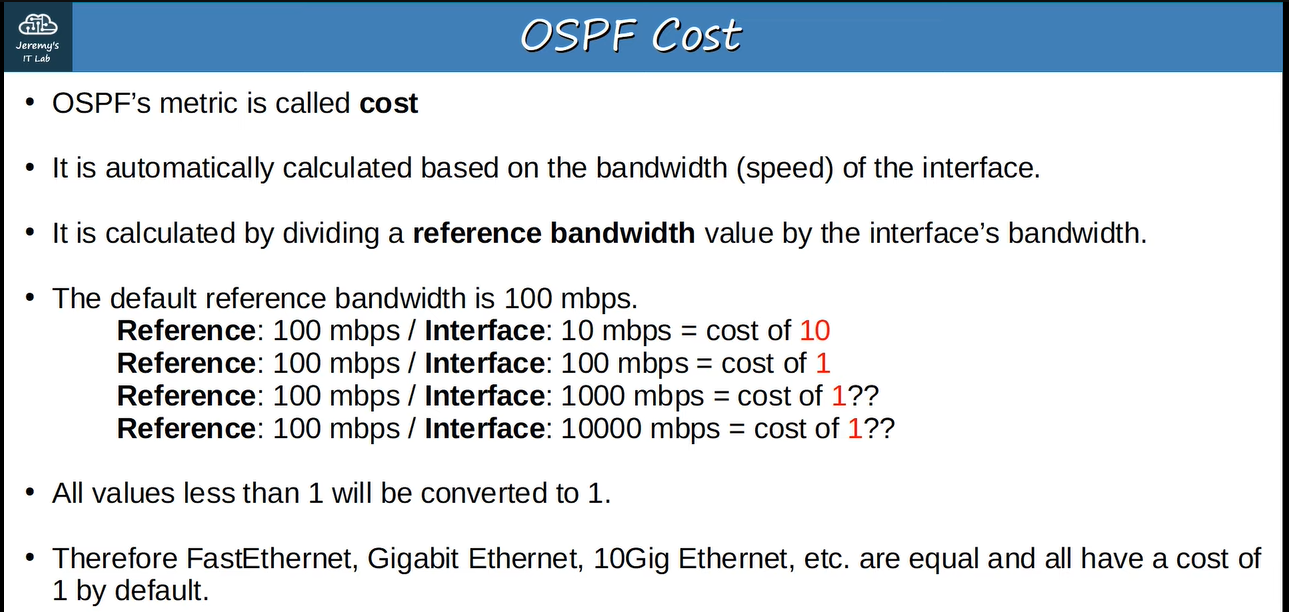 Jeremy's
IT Lab
OSPF Cost
• OSPF’s metric is called cost
• It is automatically calculated based on the bandwidth (speed) of the interface.
• It is calculated by dividing a reference bandwidth value by the interface’s bandwidth.
• The default reference bandwidth is 100 mbps.
Reference: 100 mbps / Interface: 10 mbps = cost of 10
Reference: 100 mbps / Interface: 100 mbps = cost of 1
Reference: 100 mbps / Interface: 1000 mbps = cost of 1??
Reference: 100 mbps / Interface: 10000 mbps = cost of 1??
• All values less than 1 will be converted to 1.
• Therefore FastEthernet, Gigabit Ethernet, 10Gig Ethernet, etc. are equal and all have a cost of
1 by default.